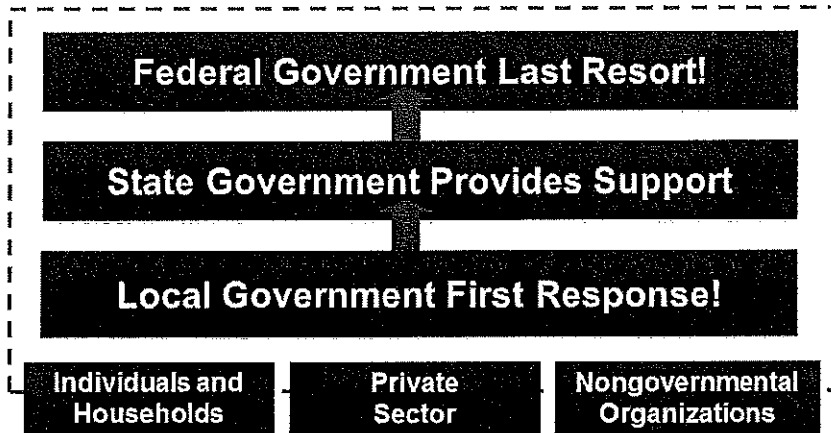 Federal Government Last Resort!
State Government Provides Support
Local Government First Response!
Individuals and
Households
Private
Sector
Nongovernmental
Organizations